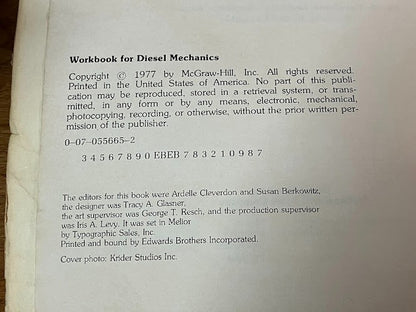 Workbook for Diesel Mechanics
Copyright © 1977 by McGraw-Hill, Inc. All rights reserved.
Printed in the United States of America. No part of this publi-
cation may be reproduced, stored in a retrieval system, or trans-
mitted, in any form or by any means, electronic, mechanical,
photocopying, recording, or otherwise, without the prior written per-
mission of the publisher.
0-07-055665-2
3 4 5 6 7 8 9 0 EBEB 7 8 3 2 1 0 9 8 7
The editors for this book were Ardelle Cleverdon and Susan Berkowitz,
the designer was Tracy A. Glasner,
the art supervisor was George T. Resch, and the production supervisor
was Iris A. Levy. It was set in Melior
by Typographic Sales, Inc.
Printed and bound by Edwards Brothers Incorporated.
Cover photo: Krider Studios Inc.